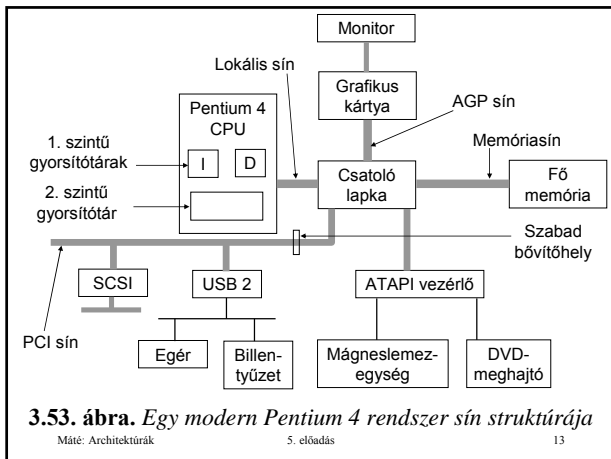 Monitor
Lokális sín
Grafikus
kártya
Pentium 4
CPU
AGP sín
1. szintű
gyorsítótárak
I
D
Memóriasín
Csatoló
lapka
Fő
memória
2. szintű
gyorsítótár
Szabad
bővítőhely
SCSI
USB 2
ATAPI vezérlő
PCI sín
Egér
Billen-
tyűzet
Mágneslemez-
egység
DVD-
meghajtó
3.53. ábra. Egy modern Pentium 4 rendszer sín struktúrája
Máté: Architektúrák 5. előadás 13